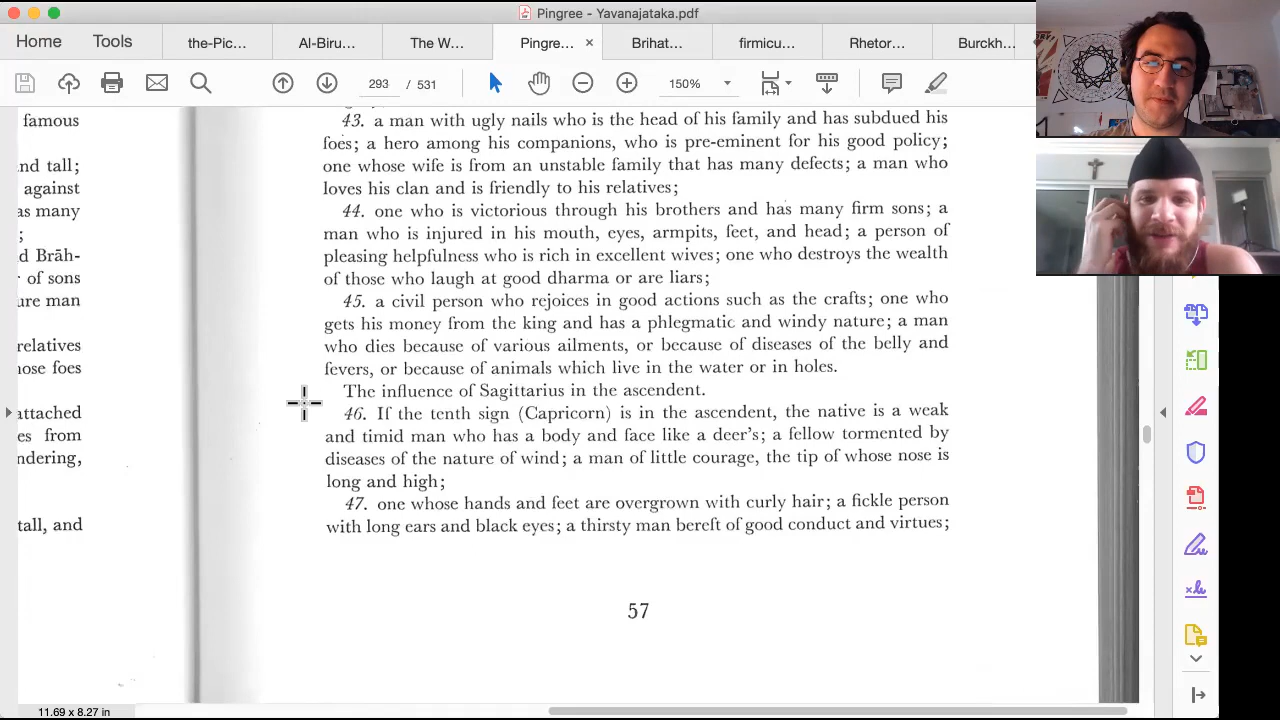 Pingree - Yavanajataka.pdf
Home Tools the-Pic... Al-Biru... The W... Pingre... × Brihat... firmicu... Rhetor... Burckh
293 / 531 150%
famous
nd tall;
against
as many
;
d Brāh-
r of sons
ure man
relatives
nose foes
attached
es from
ndering,
tall, and
43. a man with ugly nails who is the head of his family and has subdued his
foes; a hero among his companions, who is pre-eminent for his good policy;
one whose wife is from an unstable family that has many defects; a man who
loves his clan and is friendly to his relatives;
44. one who is victorious through his brothers and has many firm sons; a
man who is injured in his mouth, eyes, armpits, feet, and head; a person of
pleasing helpfulness who is rich in excellent wives; one who destroys the wealth
of those who laugh at good dharma or are liars;
45. a civil person who rejoices in good actions such as the crafts; one who
gets his money from the king and has a phlegmatic and windy nature; a man
who dies because of various ailments, or because of diseases of the belly and
fevers, or because of animals which live in the water or in holes.
The influence of Sagittarius in the ascendent.
46. If the tenth sign (Capricorn) is in the ascendent, the native is a weak
and timid man who has a body and face like a deer's; a fellow tormented by
diseases of the nature of wind; a man of little courage, the tip of whose nose is
long and high;
47. one whose hands and feet are overgrown with curly hair; a fickle person
with long ears and black eyes; a thirsty man bereft of good conduct and virtues;
57
11.69 x 8.27 in